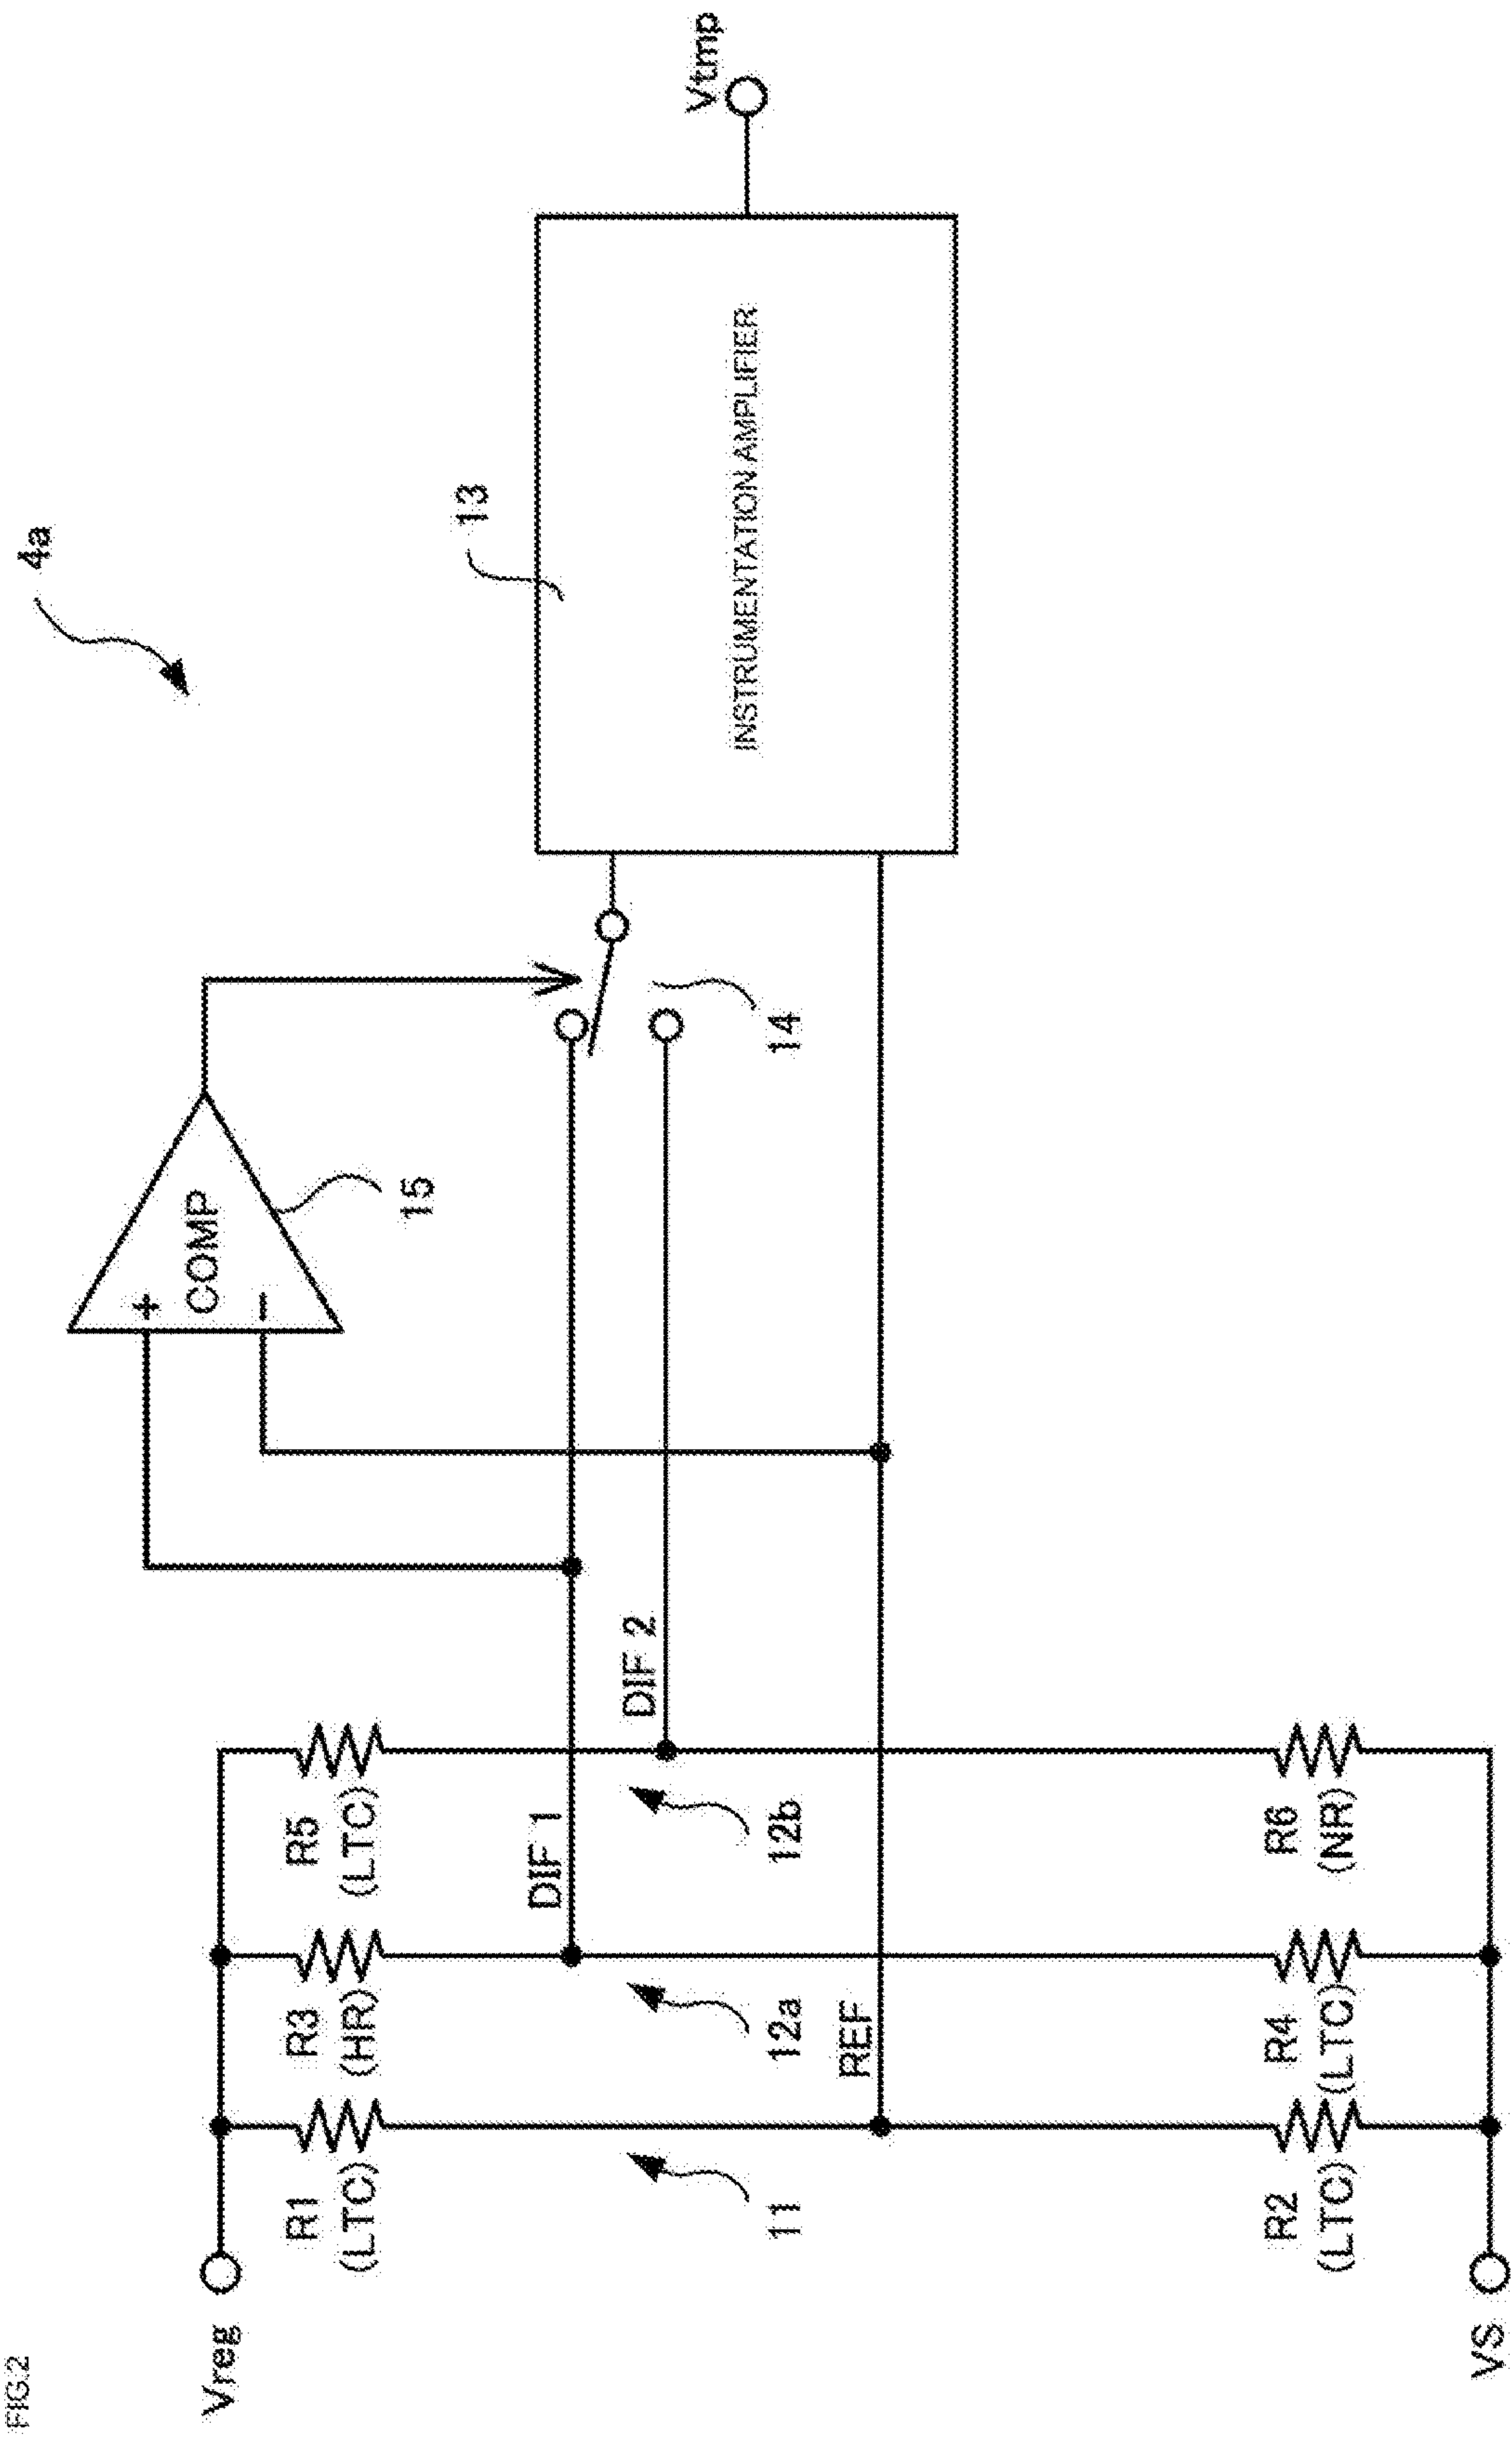 FIG.2
4a
Vreg
R1
(LTC)
R3
(HR)
R5
(LTC)
COMP
+
−
15
13
DIF 1
DIF 2
INSTRUMENTATION AMPLIFIER
Vtmp
11
12a
12b
14
REF
R2
(LTC)
R4
(LTC)
R6
(NR)
VS